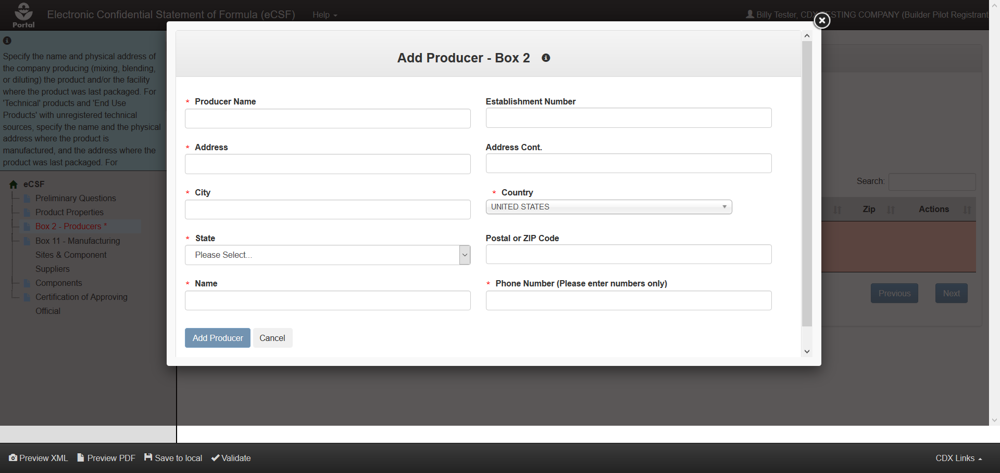 Portal
Electronic Confidential Statement of Formula (eCSF)
Help
Billy Tester, CDX TESTING COMPANY (Builder Pilot Registrant
Specify the name and physical address of
the company producing (mixing, blending,
or diluting) the product and/or the facility
where the product was last packaged. For
'Technical' products and 'End Use
Products' with unregistered technical
sources, specify the name and the physical
address where the product is
manufactured, and the address where the
product was last packaged. For
eCSF
Preliminary Questions
Product Properties
Box 2 - Producers *
Box 11 - Manufacturing
Sites & Component
Suppliers
Components
Certification of Approving
Official
Add Producer - Box 2
* Producer Name
Establishment Number
* Address
Address Cont.
* City
* Country
UNITED STATES
* State
Please Select...
Postal or ZIP Code
* Name
* Phone Number (Please enter numbers only)
Add Producer
Cancel
Search:
Zip
Actions
Previous
Next
Preview XML
Preview PDF
Save to local
Validate
CDX Links